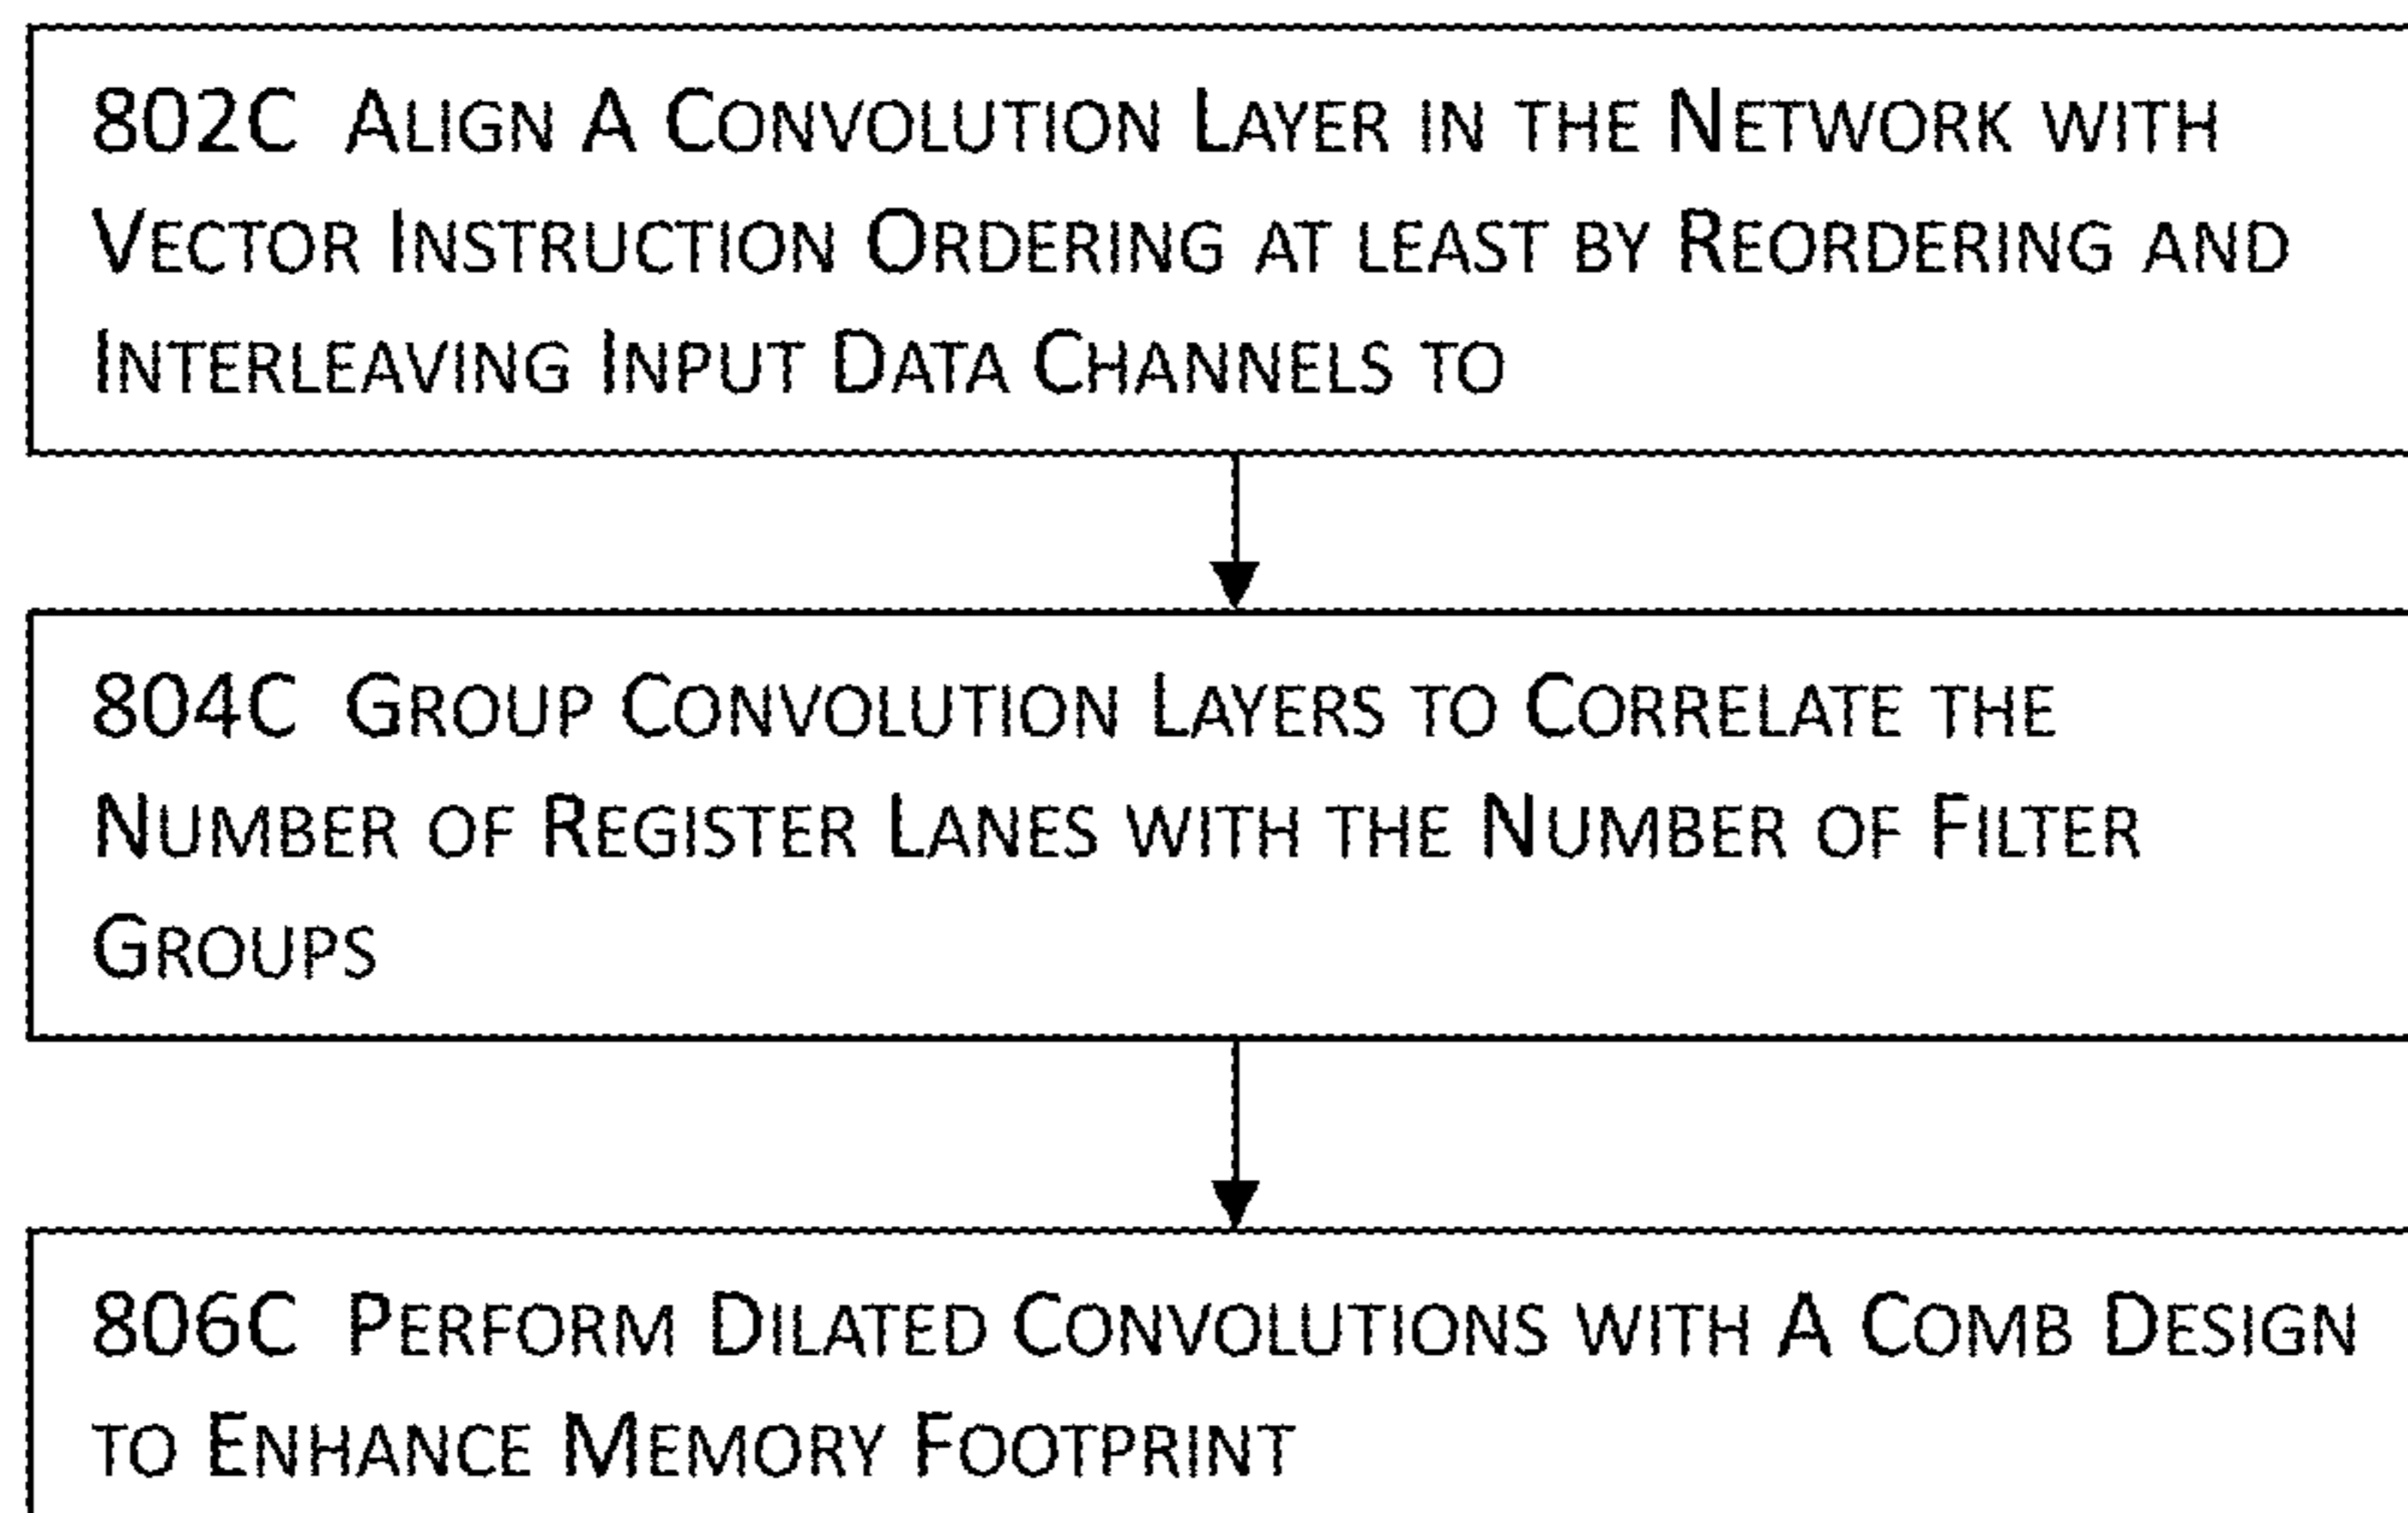 802C ALIGN A CONVOLUTION LAYER IN THE NETWORK WITH
VECTOR INSTRUCTION ORDERING AT LEAST BY REORDERING AND
INTERLEAVING INPUT DATA CHANNELS TO
804C GROUP CONVOLUTION LAYERS TO CORRELATE THE
NUMBER OF REGISTER LANES WITH THE NUMBER OF FILTER
GROUPS
806C PERFORM DILATED CONVOLUTIONS WITH A COMB DESIGN
TO ENHANCE MEMORY FOOTPRINT